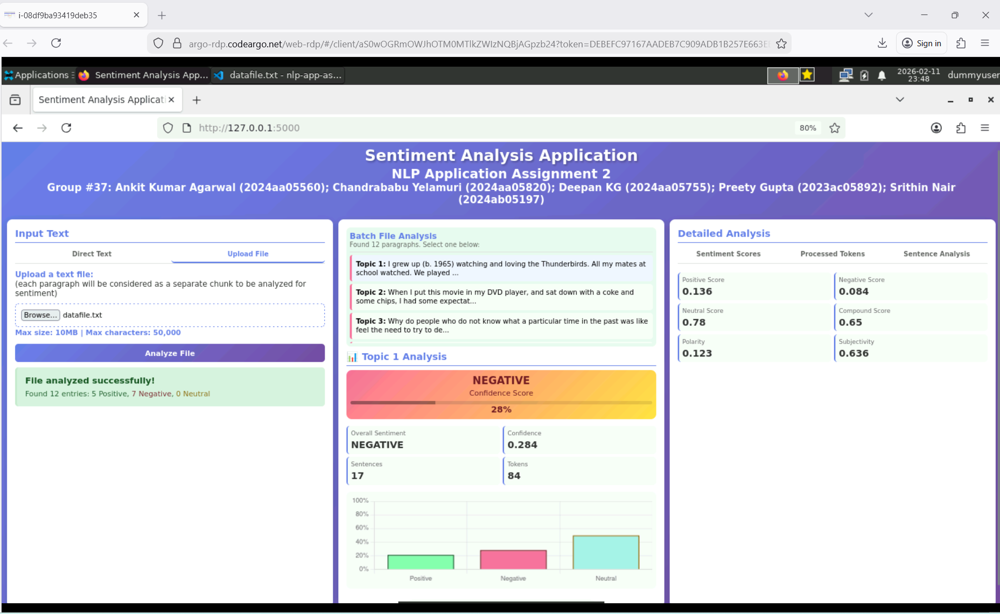 i-08df9ba93419deb35
argo-rdp.codeargo.net/web-rdp/#/client/
Sign in
Applications
Sentiment Analysis App...
datafile.txt - nlp-app-as...
2026-02-11
23:48
dummyuser
Sentiment Analysis Applicati
http://127.0.0.1:5000
80%
Sentiment Analysis Application
NLP Application Assignment 2
Group #37: Ankit Kumar Agarwal (2024aa05560); Chandrababu Yelamuri (2024aa05820); Deepan KG (2024aa05755); Preety Gupta (2023ac05892); Srithin Nair
(2024ab05197)
Input Text
Direct Text
Upload File
Upload a text file:
(each paragraph will be considered as a separate chunk to be analyzed for
sentiment)
Browse... datafile.txt
Max size: 10MB | Max characters: 50,000
Analyze File
File analyzed successfully!
Found 12 entries: 5 Positive, 7 Negative, 0 Neutral
Batch File Analysis
Found 12 paragraphs. Select one below:
Topic 1: I grew up (b. 1965) watching and loving the Thunderbirds. All my mates at
school watched. We played ...
Topic 2: When I put this movie in my DVD player, and sat down with a coke and
some chips, I had some expectat...
Topic 3: Why do people who do not know what a particular time in the past was like
feel the need to try to de...
Topic 1 Analysis
NEGATIVE
Confidence Score
28%
Overall Sentiment
NEGATIVE
Confidence
0.284
Sentences
17
Tokens
84
100%
80%
60%
40%
20%
0%
Positive
Negative
Neutral
Detailed Analysis
Sentiment Scores
Processed Tokens
Sentence Analysis
Positive Score
0.136
Negative Score
0.084
Neutral Score
0.78
Compound Score
0.65
Polarity
0.123
Subjectivity
0.636